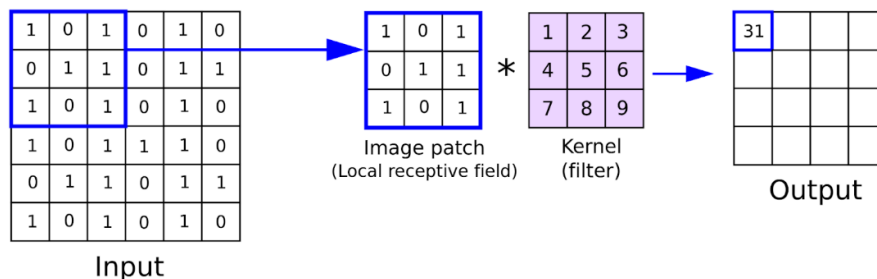 1 0 1 0 1 0
0 1 1 0 1 1
1 0 1 0 1 0
1 0 1 1 1 0
0 1 1 0 1 1
1 0 1 0 1 0
Input
1 0 1
0 1 1
1 0 1
Image patch
(Local receptive field)
*
1 2 3
4 5 6
7 8 9
Kernel
(filter)
31
Output